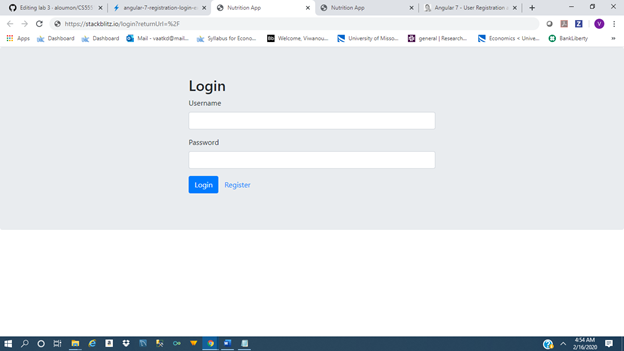 Editing lab 3 - aloumon/CS555
angular-7-registration-login-e
Nutrition App
Nutrition App
Angular 7 - User Registration a
https://stackblitz.io/login?returnUrl=%2F
V
Apps
Dashboard
Dashboard
Mail - vaatkd@mail...
Syllabus for Econo...
Welcome, Viwanou...
University of Misso...
general | Research...
Economics < Unive...
BankLiberty
»
Login
Username
Password
Login Register
4:54 AM
2/16/2020